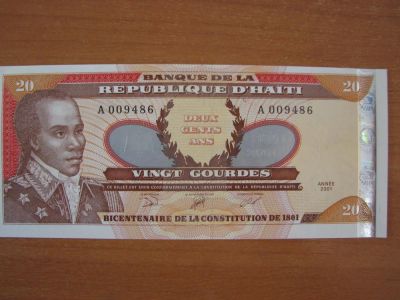 20 BANQUE DE LA 20
REPUBLIQUE D'HAITI
A 009486 A 009486
DEUX
CENTS
ANS
VINGT GOURDES
CE BILLET EST EMIS CONFORMEMENT A LA CONSTITUTION DE LA REPUBLIQUE D'HAITI
ANNÉE
2001
BICENTENAIRE DE LA CONSTITUTION DE 1801
20